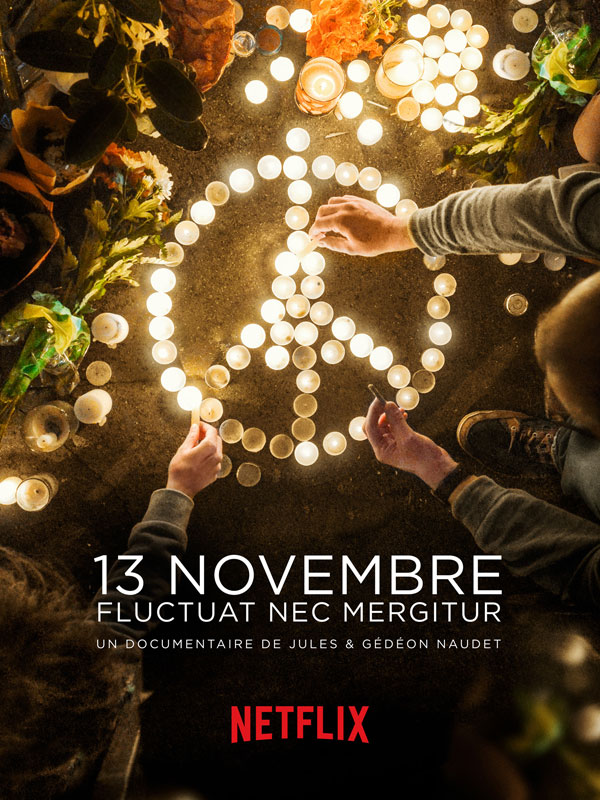 13 NOVEMBRE
FLUCTUAT NEC MERGITUR
UN DOCUMENTAIRE DE JULES & GÉDÉON NAUDET
NETFLIX